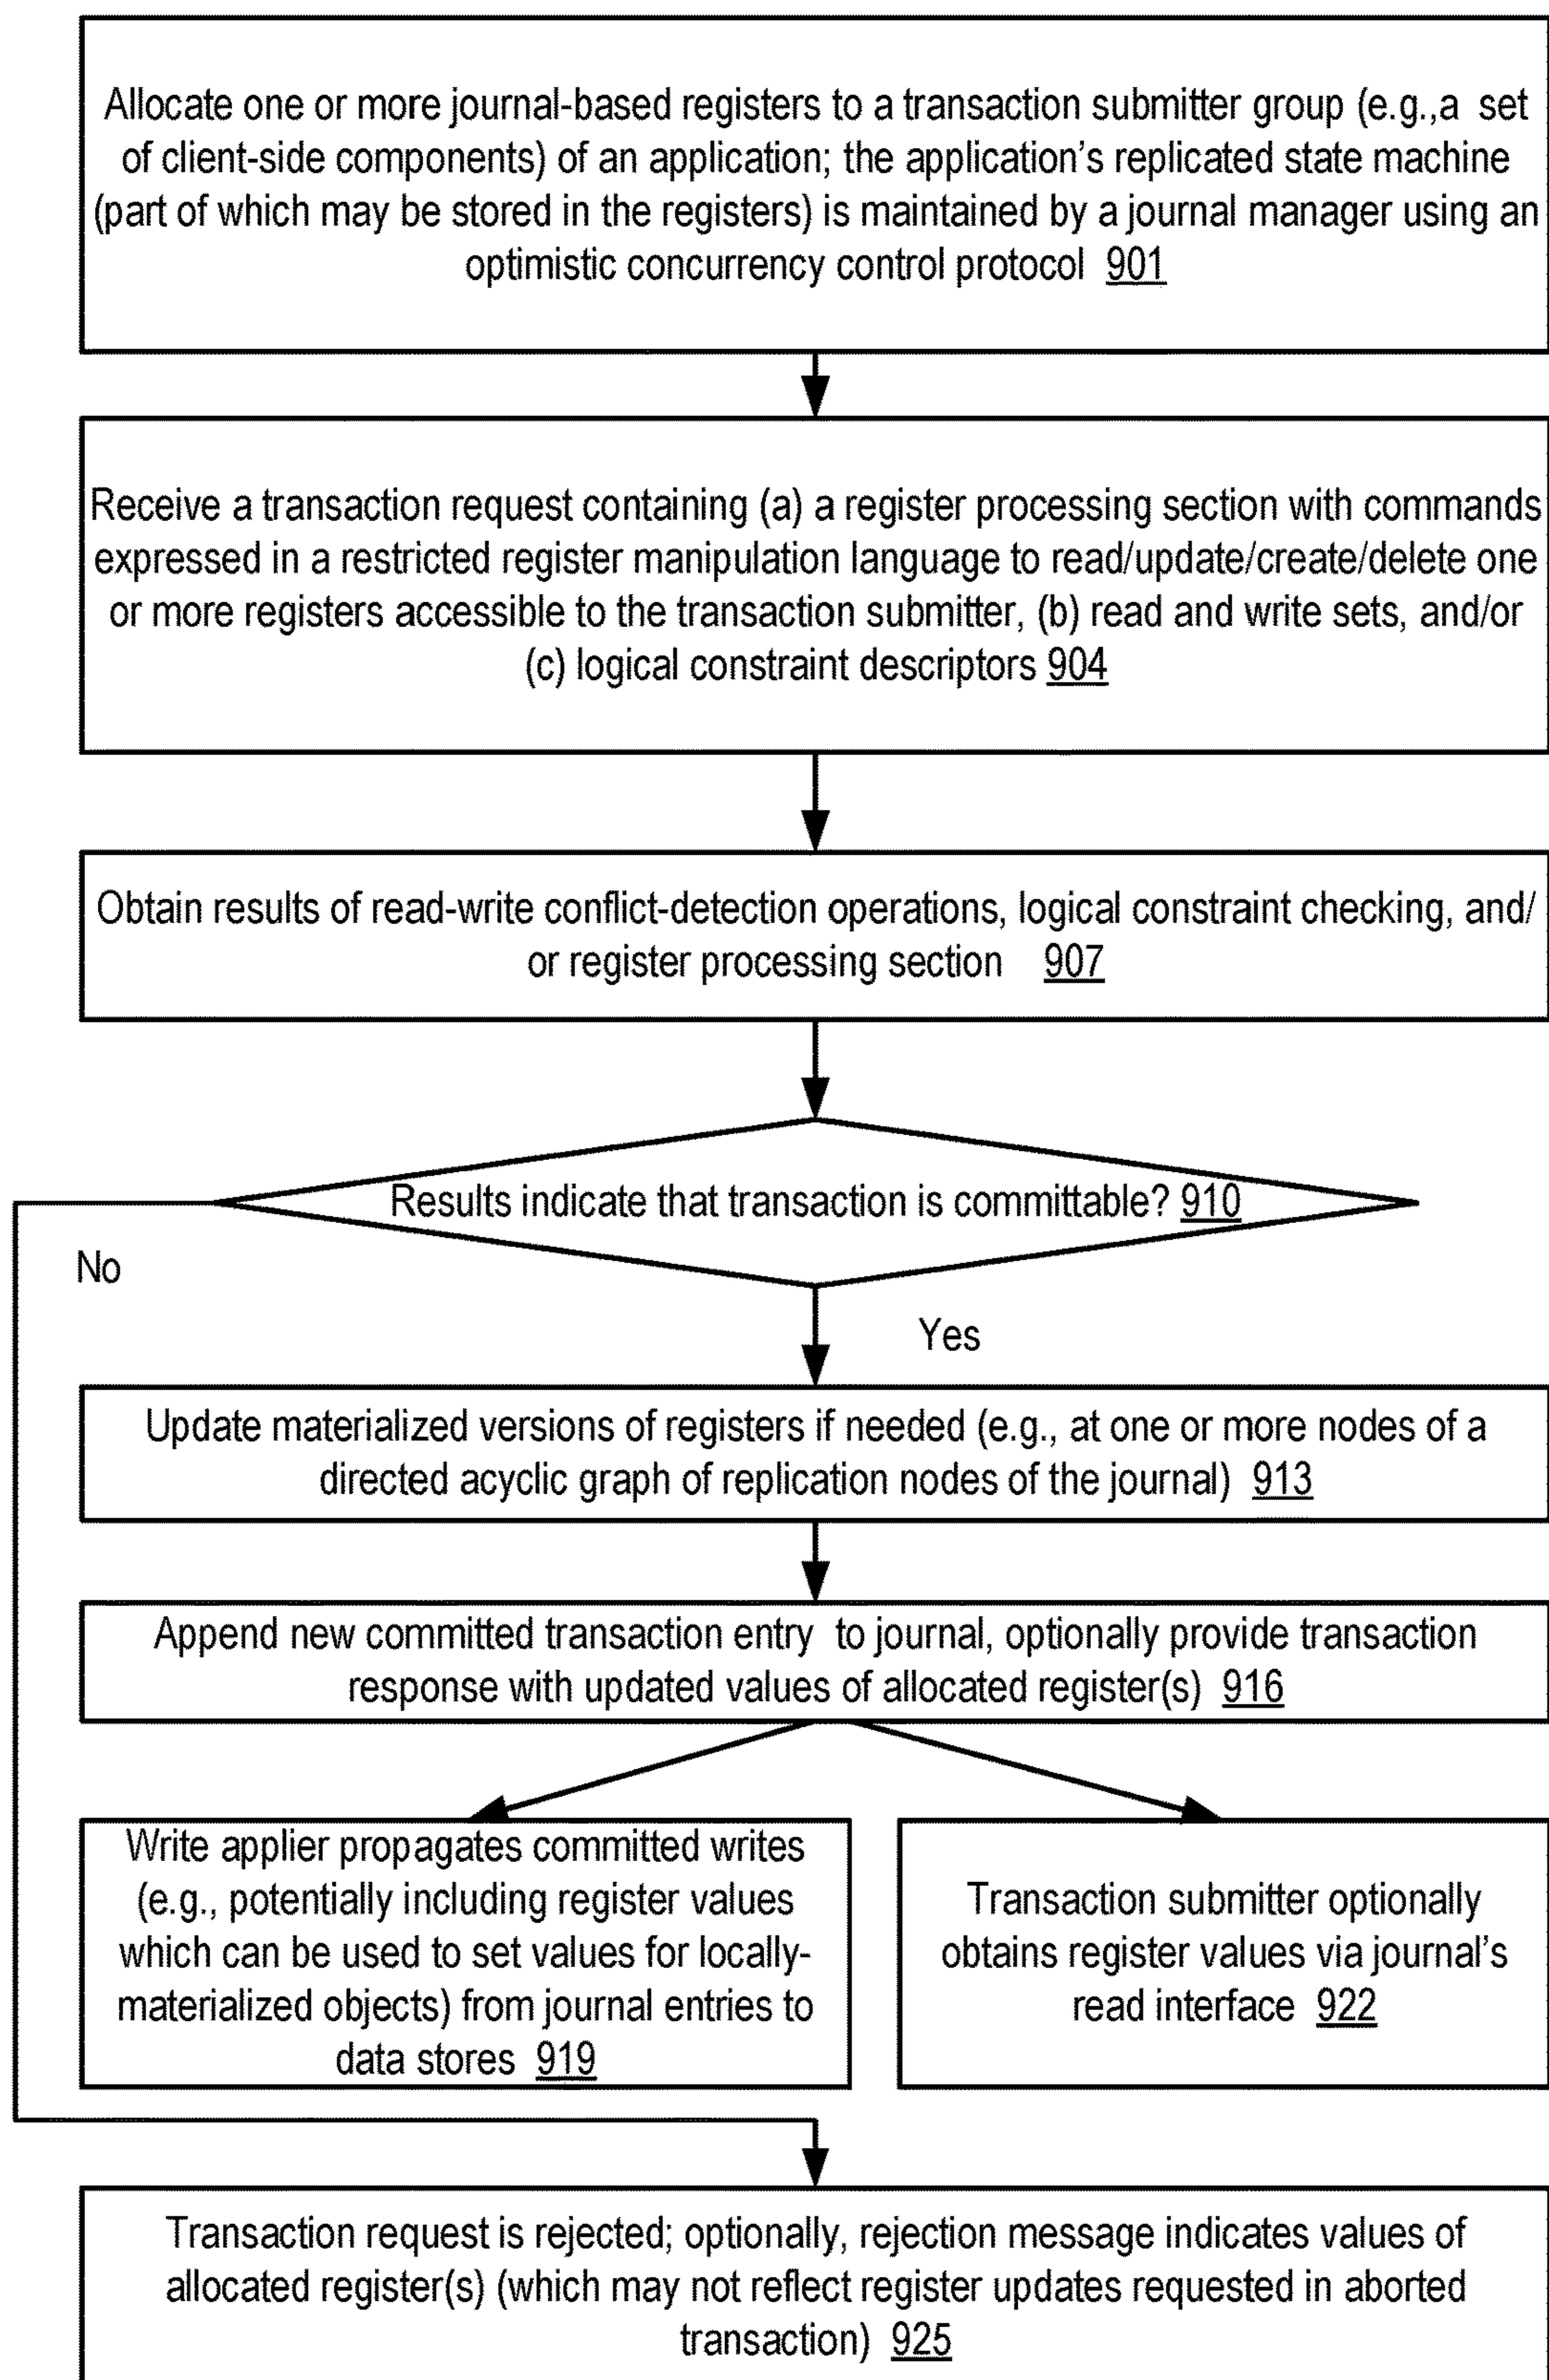 Allocate one or more journal-based registers to a transaction submitter group (e.g.,a set
of client-side components) of an application; the application's replicated state machine
(part of which may be stored in the registers) is maintained by a journal manager using an
optimistic concurrency control protocol 901
Receive a transaction request containing (a) a register processing section with commands
expressed in a restricted register manipulation language to read/update/create/delete one
or more registers accessible to the transaction submitter, (b) read and write sets, and/or
(c) logical constraint descriptors 904
Obtain results of read-write conflict-detection operations, logical constraint checking, and/
or register processing section 907
Results indicate that transaction is committable? 910
No
Yes
Update materialized versions of registers if needed (e.g., at one or more nodes of a
directed acyclic graph of replication nodes of the journal) 913
Append new committed transaction entry to journal, optionally provide transaction
response with updated values of allocated register(s) 916
Write applier propagates committed writes
(e.g., potentially including register values
which can be used to set values for locally-
materialized objects) from journal entries to
data stores 919
Transaction submitter optionally
obtains register values via journal's
read interface 922
Transaction request is rejected; optionally, rejection message indicates values of
allocated register(s) (which may not reflect register updates requested in aborted
transaction) 925